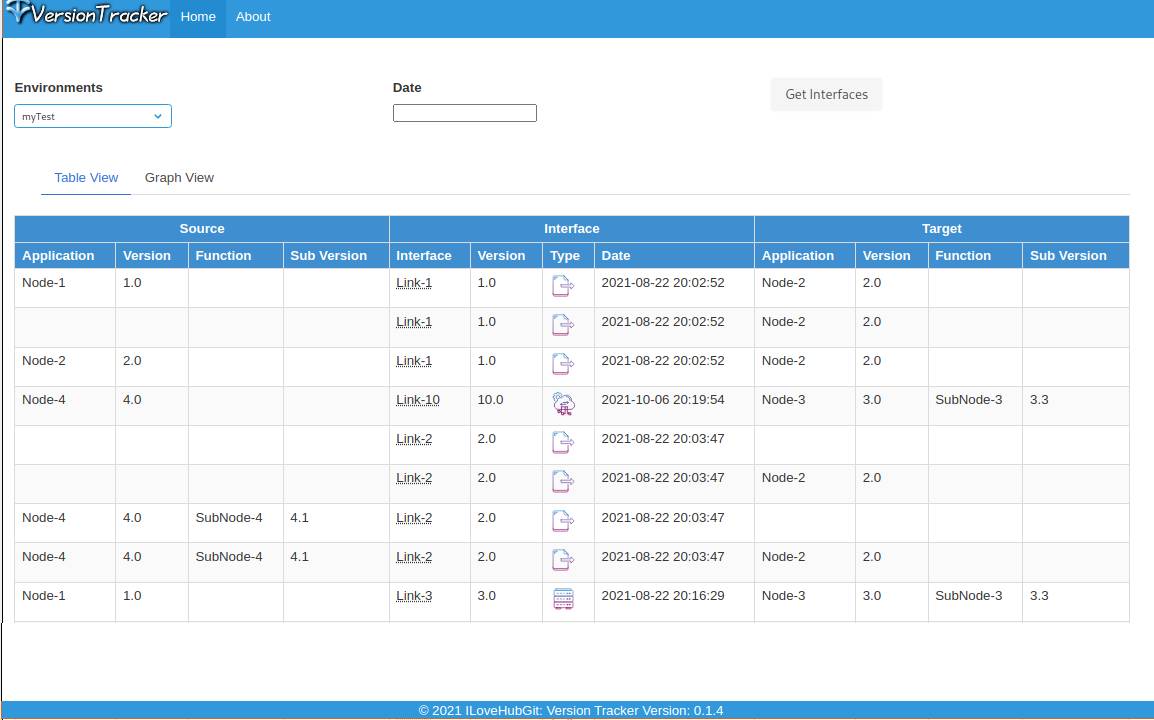 VersionTracker Home About
Environments Date Get Interfaces
myTest
Table View Graph View
Source Interface Target
Application Version Function Sub Version Interface Version Type Date Application Version Function Sub Version
Node-1 1.0 Link-1 1.0 2021-08-22 20:02:52 Node-2 2.0
Link-1 1.0 2021-08-22 20:02:52 Node-2 2.0
Node-2 2.0 Link-1 1.0 2021-08-22 20:02:52 Node-2 2.0
Node-4 4.0 Link-10 10.0 2021-10-06 20:19:54 Node-3 3.0 SubNode-3 3.3
Link-2 2.0 2021-08-22 20:03:47
Link-2 2.0 2021-08-22 20:03:47 Node-2 2.0
Node-4 4.0 SubNode-4 4.1 Link-2 2.0 2021-08-22 20:03:47
Node-4 4.0 SubNode-4 4.1 Link-2 2.0 2021-08-22 20:03:47 Node-2 2.0
Node-1 1.0 Link-3 3.0 2021-08-22 20:16:29 Node-3 3.0 SubNode-3 3.3
© 2021 ILoveHubGit: Version Tracker Version: 0.1.4